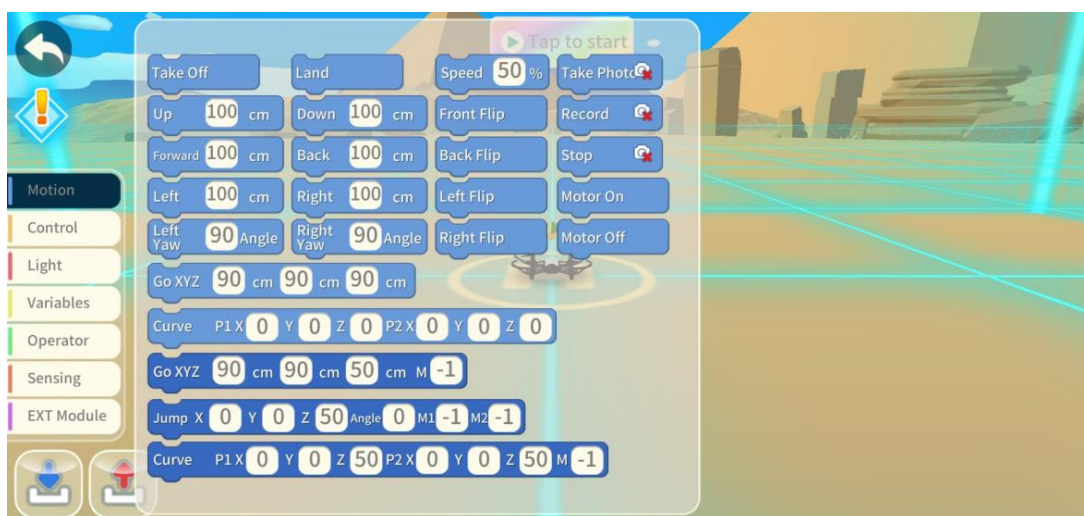 Tap to start
Take Off Land Speed 50 % Take Photo
Up 100 cm Down 100 cm Front Flip Record
Forward 100 cm Back 100 cm Back Flip Stop
Motion
Left 100 cm Right 100 cm Left Flip Motor On
Control
Left Yaw 90 Angle Right Yaw 90 Angle Right Flip Motor Off
Light
Go XYZ 90 cm 90 cm 90 cm
Variables
Curve P1 X 0 Y 0 Z 0 P2 X 0 Y 0 Z 0
Operator
Go XYZ 90 cm 90 cm 50 cm M -1
Sensing
Jump X 0 Y 0 Z 50 Angle 0 M1 -1 M2 -1
EXT Module
Curve P1 X 0 Y 0 Z 50 P2 X 0 Y 0 Z 50 M -1